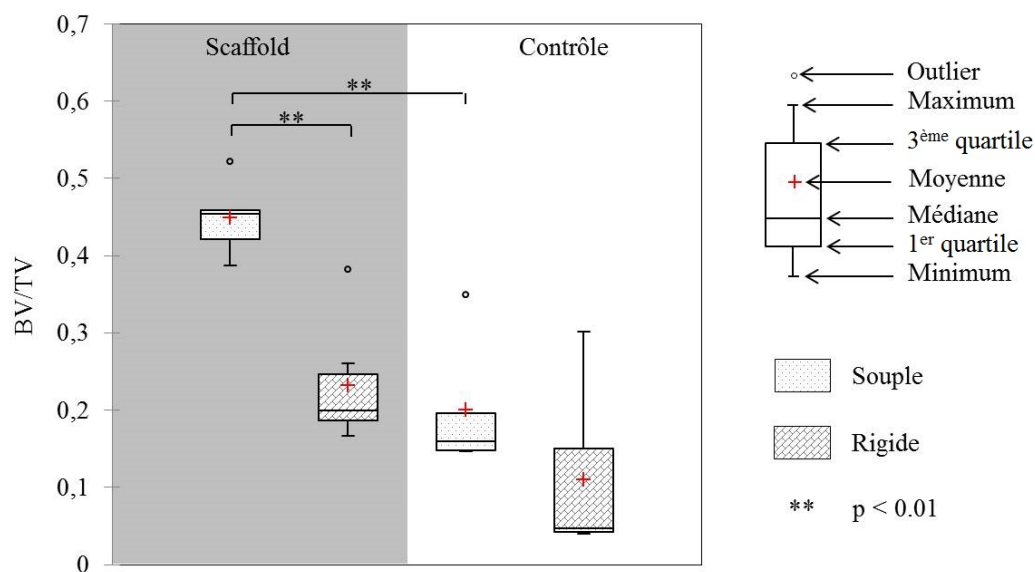 Scaffold
Contrôle
0,7
0,6
0,5
0,4
0,3
0,2
0,1
0
BV/TV
**
**
Outlier
Maximum
3ème quartile
Moyenne
Médiane
1er quartile
Minimum
Souple
Rigide
** p < 0.01